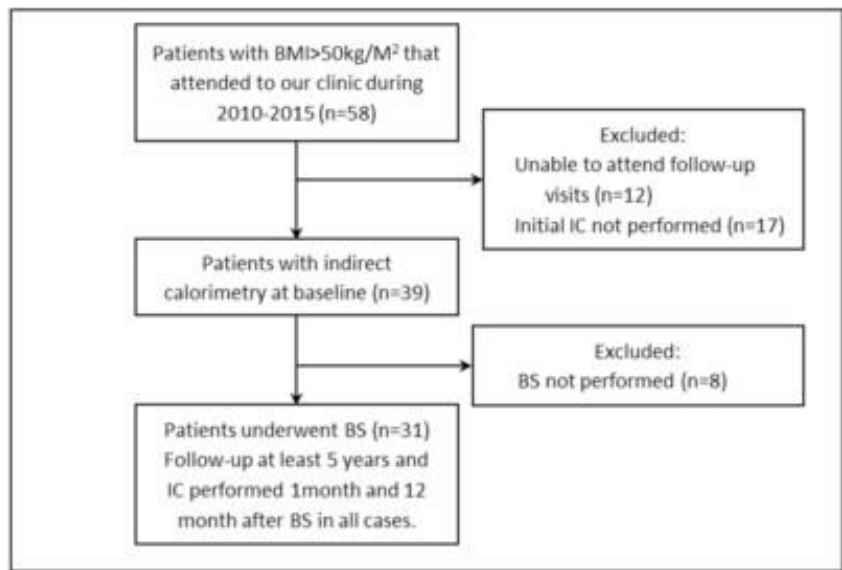 Patients with BMI>50kg/M² that
attended to our clinic during
2010-2015 (n=58)
Excluded:
Unable to attend follow-up
visits (n=12)
Initial IC not performed (n=17)
Patients with indirect
calorimetry at baseline (n=39)
Excluded:
BS not performed (n=8)
Patients underwent BS (n=31)
Follow-up at least 5 years and
IC performed 1month and 12
month after BS in all cases.